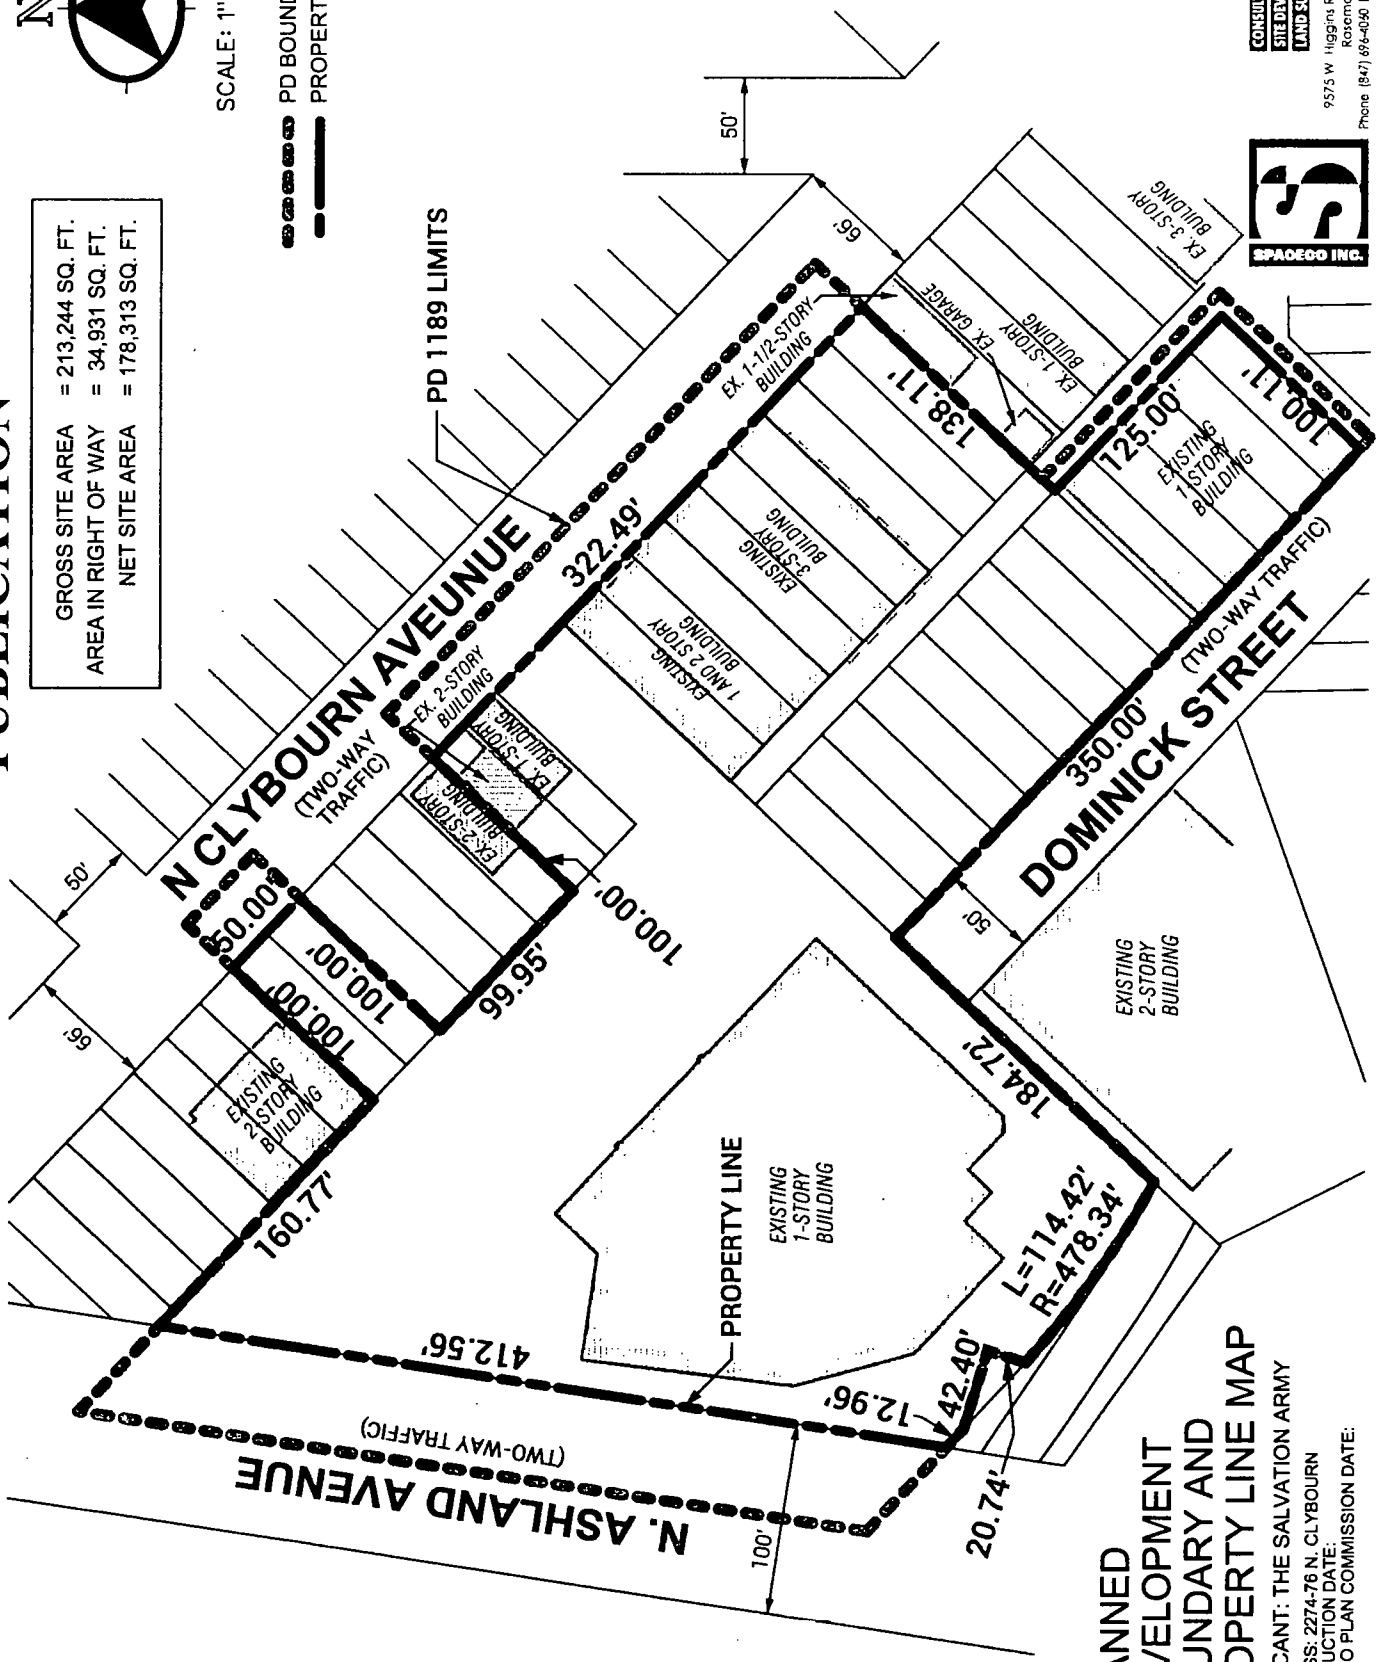 PUBLICATION
GROSS SITE AREA = 213,244 SQ. FT.
AREA IN RIGHT OF WAY = 34,931 SQ. FT.
NET SITE AREA = 178,313 SQ. FT.
N
SCALE: 1"
PD BOUND
PROPERT
PD 1189 LIMITS
50'
66'
50'
66'
N CLYBOURN AVEUNUE
(TWO-WAY
TRAFFIC)
50.00'
100.00'
100.00'
99.95'
100.00'
160.77'
322.49'
138.11'
125.00'
100.11'
350.00'
184.72'
412.56'
12.96'
42.40'
20.74'
L=114.42'
R=478.34'
EXISTING
2-STORY
BUILDING
EX. 2-STORY
BUILDING
EX. 1-STORY
BUILDING
EX. 2-STORY
BUILDING
EX. 1-1/2-STORY
BUILDING
EXISTING
1 AND 2 STORY
BUILDING
EXISTING
3-STORY
BUILDING
EX. GARAGE
EX. 1-STORY
BUILDING
EX. 3-STORY
BUILDING
EXISTING
1-STORY
BUILDING
DOMINICK STREET
(TWO-WAY TRAFFIC)
50'
EXISTING
2-STORY
BUILDING
EXISTING
1-STORY
BUILDING
PROPERTY LINE
N. ASHLAND AVENUE
(TWO-WAY TRAFFIC)
100'
ANNED
VELOPMENT
UNDARY AND
OPERTY LINE MAP
CANT: THE SALVATION ARMY
SS: 2274-76 N. CLYBOURN
UCTION DATE:
O PLAN COMMISSION DATE:
SPACECO INC.
CONSUL
SITE DEV
LAND SU
9575 W Higgins R
Rosemo
Phone (847) 696-4060